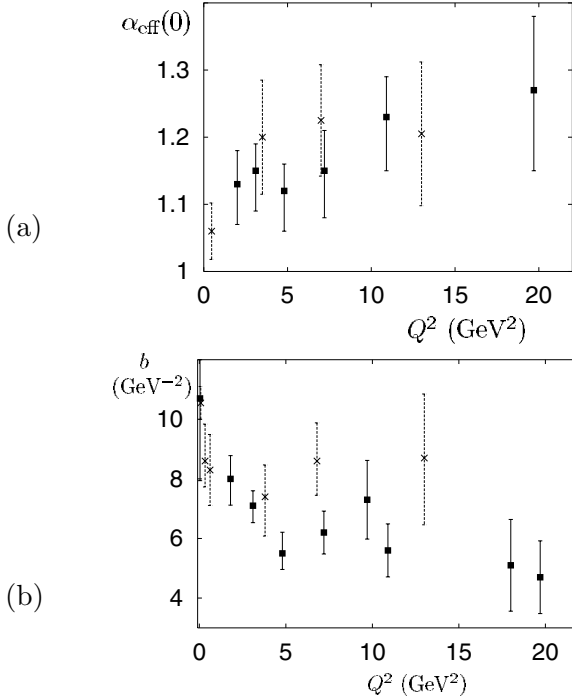 α_eff(0)
1.3
1.2
1.1
1
0 5 10 15 20
Q² (GeV²)
(a)
b
(GeV⁻²)
10
8
6
4
0 5 10 15 20
Q² (GeV²)
(b)